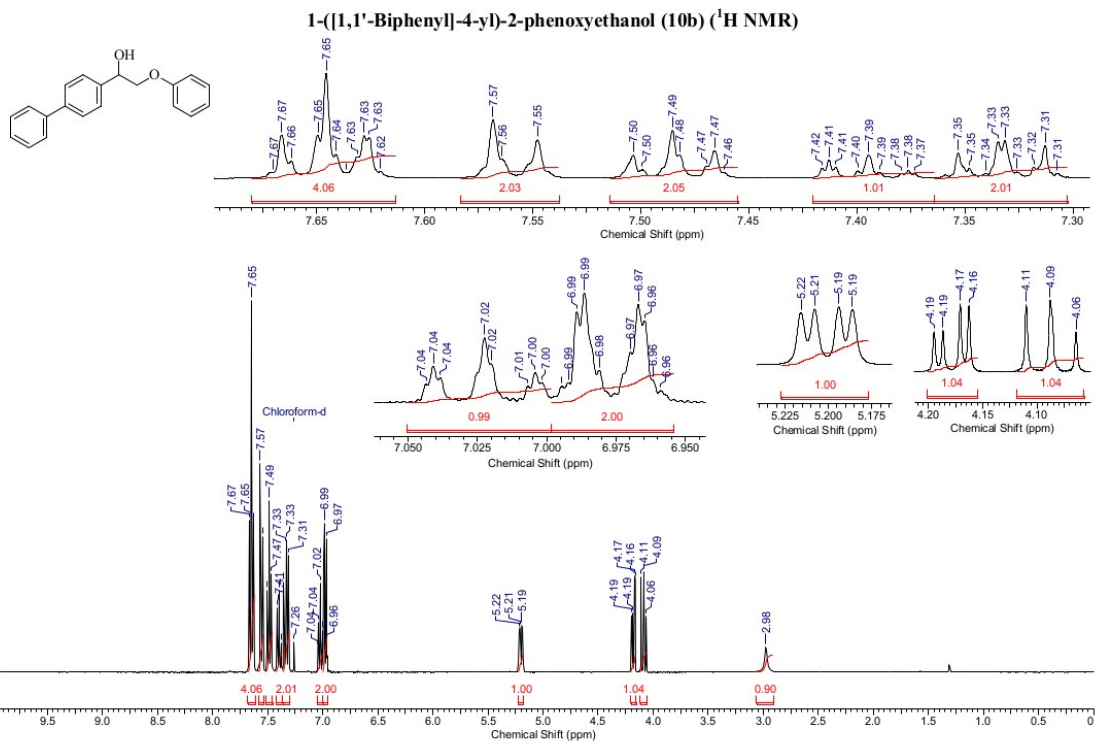 1-([1,1'-Biphenyl]-4-yl)-2-phenoxyethanol (10b) (¹H NMR)
OH
O
7.67 7.67 7.66 7.65 7.65 7.64 7.63 7.63 7.63 7.62
7.57 7.56 7.55
7.50 7.50 7.49 7.48 7.47 7.47 7.46
7.42 7.41 7.41 7.40 7.39 7.39 7.38 7.38 7.37
7.35 7.35 7.34 7.33 7.33 7.33 7.32 7.31 7.31
4.06 2.03 2.05 1.01 2.01
7.65 7.60 7.55 7.50 7.45 7.40 7.35 7.30
Chemical Shift (ppm)
7.04 7.04 7.04 7.02 7.02 7.01 7.00 7.00
6.99 6.99 6.99 6.98 6.97 6.97 6.96 6.96 6.96
0.99 2.00
7.050 7.025 7.000 6.975 6.950
Chemical Shift (ppm)
5.22 5.21 5.19 5.19
1.00
5.225 5.200 5.175
Chemical Shift (ppm)
4.19 4.19 4.17 4.16 4.11 4.09 4.06
1.04 1.04
4.20 4.15 4.10
Chemical Shift (ppm)
Chloroform-d
7.67 7.65 7.65 7.57 7.49 7.47 7.41 7.33 7.33 7.31 7.26
7.04 7.04 7.02 6.99 6.97 6.96
5.22 5.21 5.19
4.19 4.19 4.17 4.16 4.11 4.09 4.06
2.98
4.06 2.01 2.00 1.00 1.04 0.90
9.5 9.0 8.5 8.0 7.5 7.0 6.5 6.0 5.5 5.0 4.5 4.0 3.5 3.0 2.5 2.0 1.5 1.0 0.5 0
Chemical Shift (ppm)